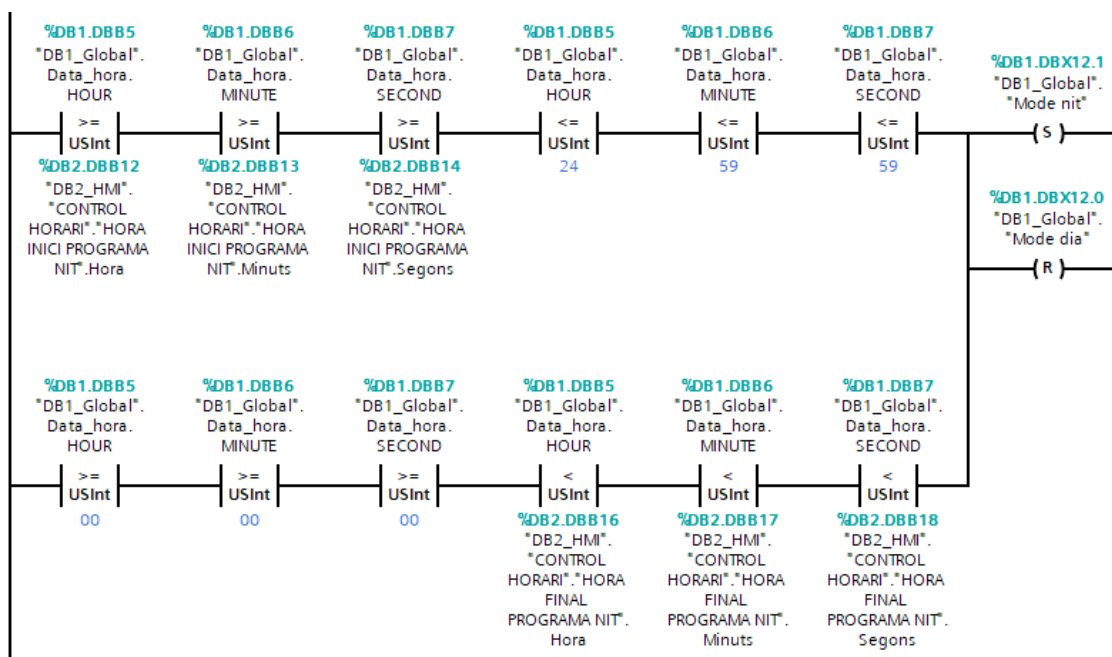 %DB1.DBB5 %DB1.DBB6 %DB1.DBB7 %DB1.DBB5 %DB1.DBB6 %DB1.DBB7
"DB1_Global". "DB1_Global". "DB1_Global". "DB1_Global". "DB1_Global". "DB1_Global".
Data_hora. Data_hora. Data_hora. Data_hora. Data_hora. Data_hora.
HOUR MINUTE SECOND HOUR MINUTE SECOND
>= >= >= <= <= <=
USInt USInt USInt USInt USInt USInt
%DB2.DBB12 %DB2.DBB13 %DB2.DBB14 24 59 59
"DB2_HMI". "DB2_HMI". "DB2_HMI".
"CONTROL "CONTROL "CONTROL
HORARI"."HORA HORARI"."HORA HORARI"."HORA
INICI PROGRAMA INICI PROGRAMA INICI PROGRAMA
NIT".Hora NIT".Minuts NIT".Segons
%DB1.DBX12.1
"DB1_Global".
"Mode nit"
S
%DB1.DBX12.0
"DB1_Global".
"Mode dia"
R
%DB1.DBB5 %DB1.DBB6 %DB1.DBB7 %DB1.DBB5 %DB1.DBB6 %DB1.DBB7
"DB1_Global". "DB1_Global". "DB1_Global". "DB1_Global". "DB1_Global". "DB1_Global".
Data_hora. Data_hora. Data_hora. Data_hora. Data_hora. Data_hora.
HOUR MINUTE SECOND HOUR MINUTE SECOND
>= >= >= < < <
USInt USInt USInt USInt USInt USInt
00 00 00 %DB2.DBB16 %DB2.DBB17 %DB2.DBB18
"DB2_HMI". "DB2_HMI". "DB2_HMI".
"CONTROL "CONTROL "CONTROL
HORARI"."HORA HORARI"."HORA HORARI"."HORA
FINAL FINAL FINAL
PROGRAMA NIT". PROGRAMA NIT". PROGRAMA NIT".
Hora Minuts Segons